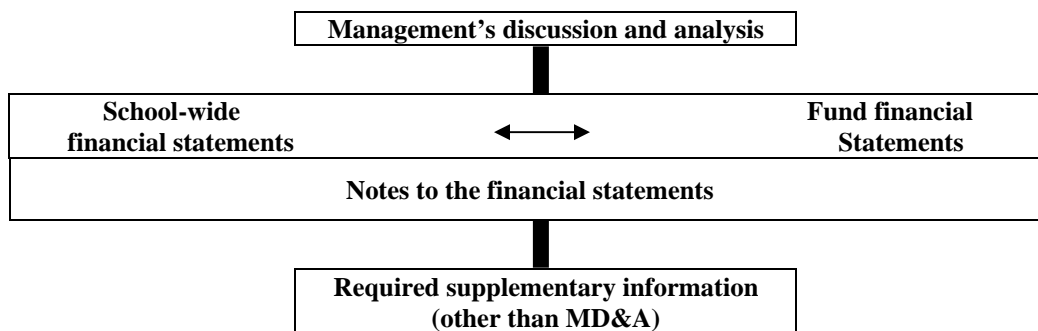 Management’s discussion and analysis
School-wide
financial statements
Fund financial
Statements
Notes to the financial statements
Required supplementary information
(other than MD&A)